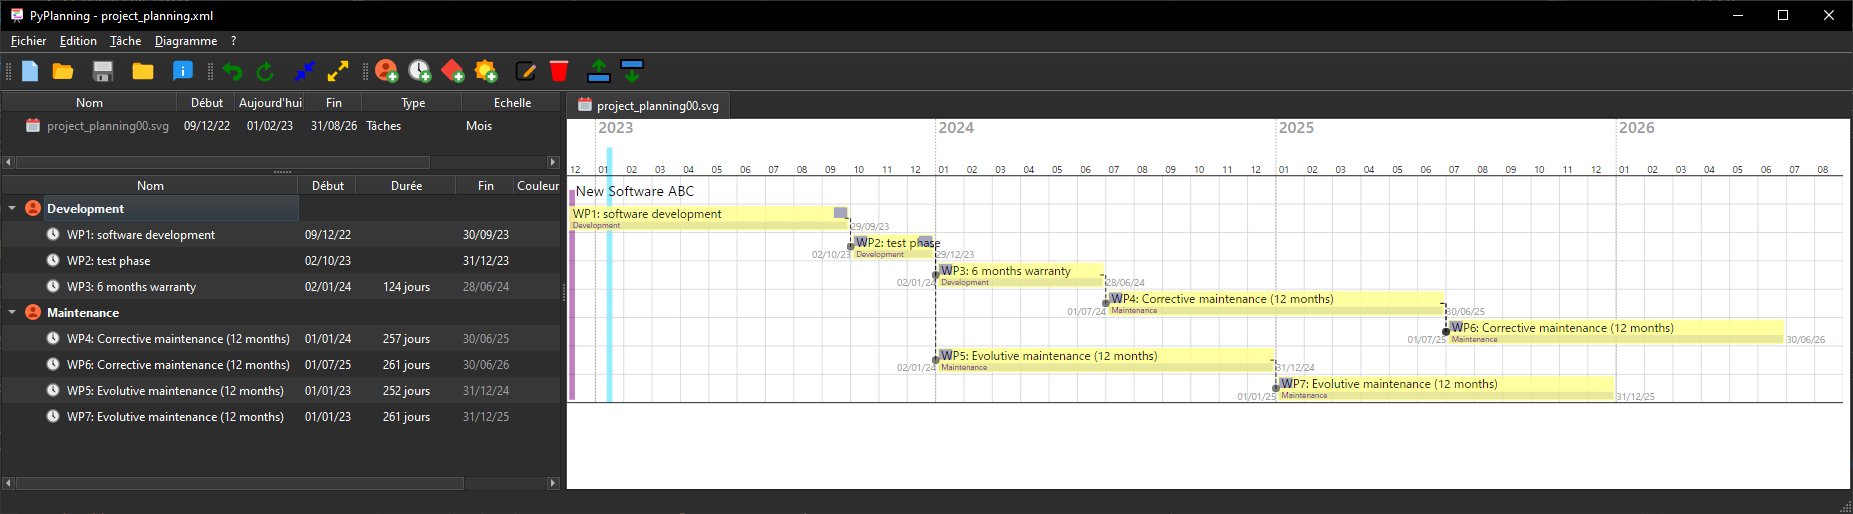 PyPlanning - project_planning.xml
Fichier Edition Tâche Diagramme ?
Nom Début Aujourd'hui Fin Type Echelle
project_planning00.svg 09/12/22 01/02/23 31/08/26 Tâches Mois
Nom Début Durée Fin Couleur
Development
WP1: software development 09/12/22 30/09/23
WP2: test phase 02/10/23 31/12/23
WP3: 6 months warranty 02/01/24 124 jours 28/06/24
Maintenance
WP4: Corrective maintenance (12 months) 01/01/24 257 jours 30/06/25
WP6: Corrective maintenance (12 months) 01/07/25 261 jours 30/06/26
WP5: Evolutive maintenance (12 months) 01/01/23 252 jours 31/12/24
WP7: Evolutive maintenance (12 months) 01/01/23 261 jours 31/12/25
project_planning00.svg
2023 2024 2025 2026
12 01 02 03 04 05 06 07 08 09 10 11 12 01 02 03 04 05 06 07 08 09 10 11 12 01 02 03 04 05 06 07 08 09 10 11 12 01 02 03 04 05 06 07 08
New Software ABC
WP1: software development
Development 29/09/23
WP2: test phase
02/10/23 Development 29/12/23
WP3: 6 months warranty
02/01/24 Development 28/06/24
WP4: Corrective maintenance (12 months)
01/07/24 Maintenance 30/06/25
WP6: Corrective maintenance (12 months)
01/07/25 Maintenance 30/06/26
WP5: Evolutive maintenance (12 months)
02/01/24 Maintenance 31/12/24
WP7: Evolutive maintenance (12 months)
01/01/25 Maintenance 31/12/25